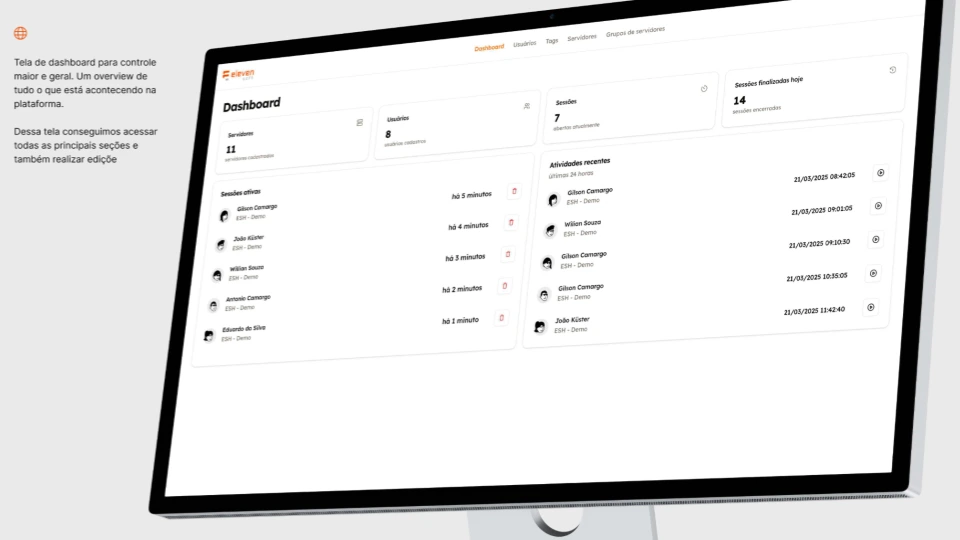 Tela de dashboard para controle
maior e geral. Um overview de
tudo o que está acontecendo na
plataforma.
Dessa tela conseguimos acessar
todas as principais seções e
também realizar ediçõe
eleven
Dashboard
Usuários
Tags
Servidores
Grupos de servidores
Dashboard
Servidores
11
servidores cadastrados
Usuários
8
usuários cadastros
Sessões
7
abertas atualmente
Sessões finalizadas hoje
14
sessões encerradas
Sessões ativas
Gilson Camargo
ESH - Demo
há 5 minutos
João Küster
ESH - Demo
há 4 minutos
Wilian Souza
ESH - Demo
há 3 minutos
Antonio Camargo
ESH - Demo
há 2 minutos
Eduardo da Silva
ESH - Demo
há 1 minuto
Atividades recentes
últimas 24 horas
Gilson Camargo
ESH - Demo
21/03/2025 08:42:05
Wilian Souza
ESH - Demo
21/03/2025 09:01:05
Gilson Camargo
ESH - Demo
21/03/2025 09:10:30
Gilson Camargo
ESH - Demo
21/03/2025 10:35:05
João Küster
ESH - Demo
21/03/2025 11:42:40